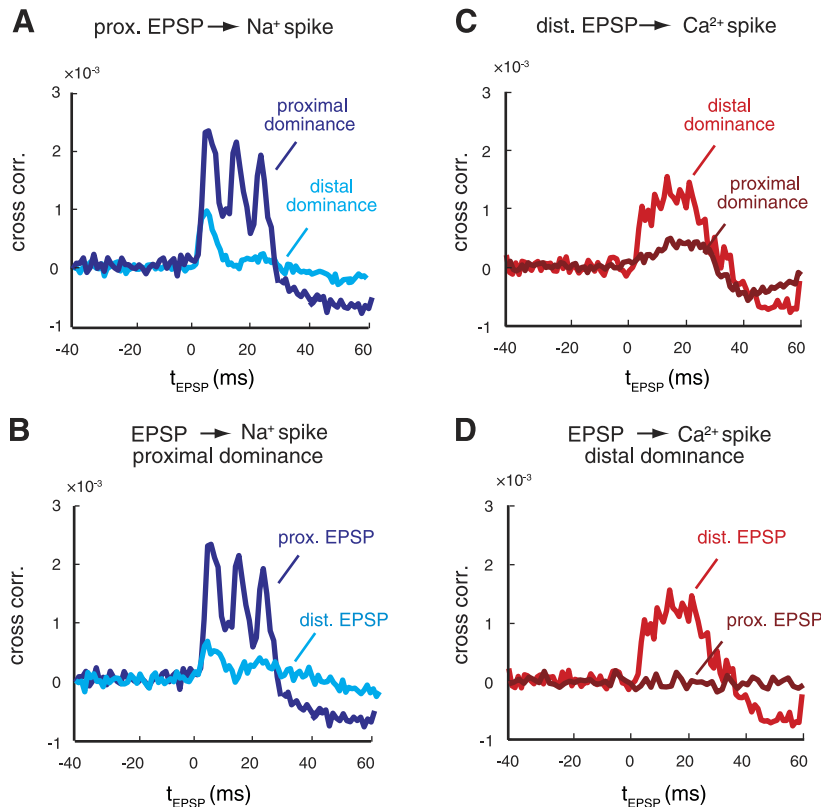 A
prox. EPSP → Na⁺ spike
×10⁻³
3
2
1
0
-1
cross corr.
proximal
dominance
distal
dominance
-40 -20 0 20 40 60
tEPSP (ms)
C
dist. EPSP → Ca²⁺ spike
×10⁻³
3
2
1
0
-1
cross corr.
distal
dominance
proximal
dominance
-40 -20 0 20 40 60
tEPSP (ms)
B
EPSP → Na⁺ spike
proximal dominance
×10⁻³
3
2
1
0
-1
cross corr.
prox. EPSP
dist. EPSP
-40 -20 0 20 40 60
tEPSP (ms)
D
EPSP → Ca²⁺ spike
distal dominance
×10⁻³
3
2
1
0
-1
cross corr.
dist. EPSP
prox. EPSP
-40 -20 0 20 40 60
tEPSP (ms)